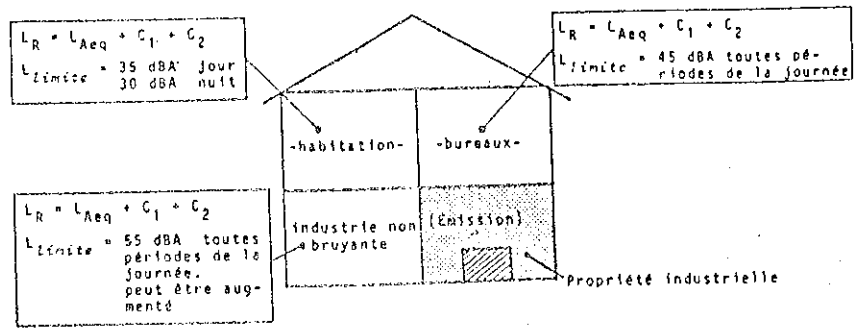 L_R = L_Aeq + C_1 + C_2
L_limite = 35 dBA jour
30 dBA nuit
L_R = L_Aeq + C_1 + C_2
L_limite = 45 dBA toutes pé-
riodes de la journée
-habitation-
-bureaux-
L_R = L_Aeq + C_1 + C_2
L_limite = 55 dBA toutes
périodes de la
journée.
peut être aug-
menté
industrie non
bruyante
(Emission)
Propriété industrielle